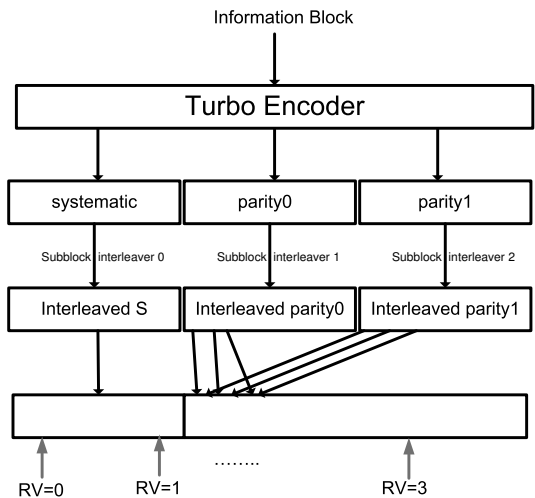 Information Block
Turbo Encoder
systematic parity0 parity1
Subblock interleaver 0 Subblock interleaver 1 Subblock interleaver 2
Interleaved S Interleaved parity0 Interleaved parity1
........
RV=0 RV=1 RV=3